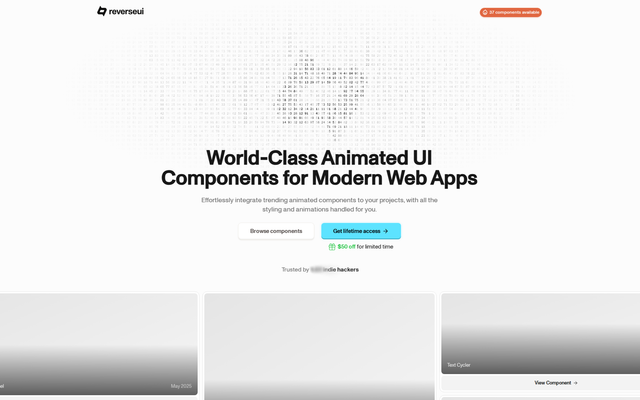 reverseui
37 components available
World-Class Animated UI
Components for Modern Web Apps
Effortlessly integrate trending animated components to your projects, with all the
styling and animations handled for you.
Browse components
Get lifetime access →
$50 off for limited time
Trusted by indie hackers
May 2025
Text Cycler
View Component →